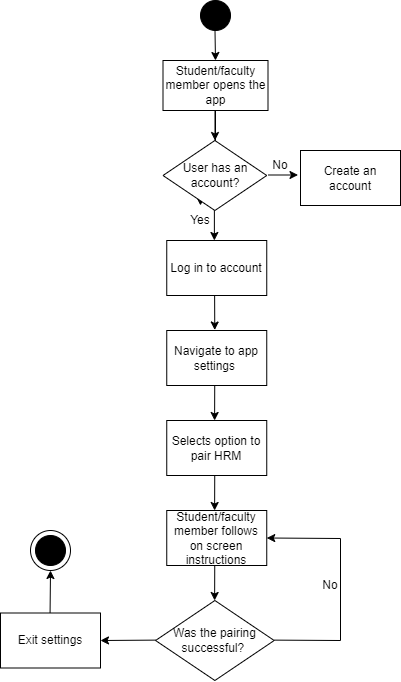 Student/faculty
member opens the
app
User has an
account?
No
Create an
account
Yes
Log in to account
Navigate to app
settings
Selects option to
pair HRM
Student/faculty
member follows
on screen
instructions
No
Was the pairing
successful?
Exit settings